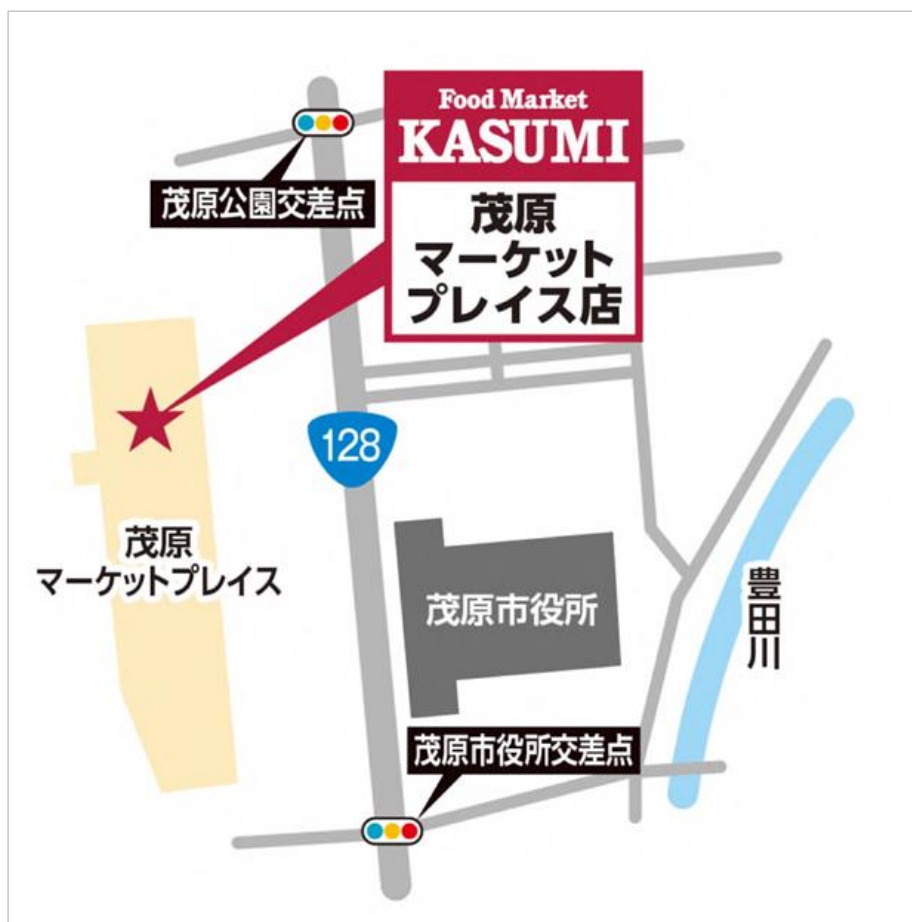 Food Market
KASUMI
茂原公園交差点
茂原
マーケット
プレイス店
128
茂原
マーケットプレイス
茂原市役所
豊田川
茂原市役所交差点